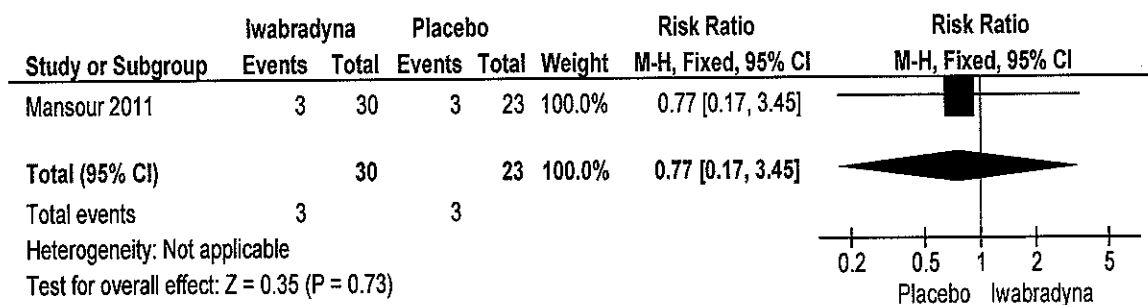 Iwabradyna Placebo Risk Ratio Risk Ratio
Study or Subgroup Events Total Events Total Weight M-H, Fixed, 95% CI M-H, Fixed, 95% CI
Mansour 2011 3 30 3 23 100.0% 0.77 [0.17, 3.45]
Total (95% CI) 30 23 100.0% 0.77 [0.17, 3.45]
Total events 3 3
Heterogeneity: Not applicable
Test for overall effect: Z = 0.35 (P = 0.73)
0.2 0.5 1 2 5
Placebo Iwabradyna